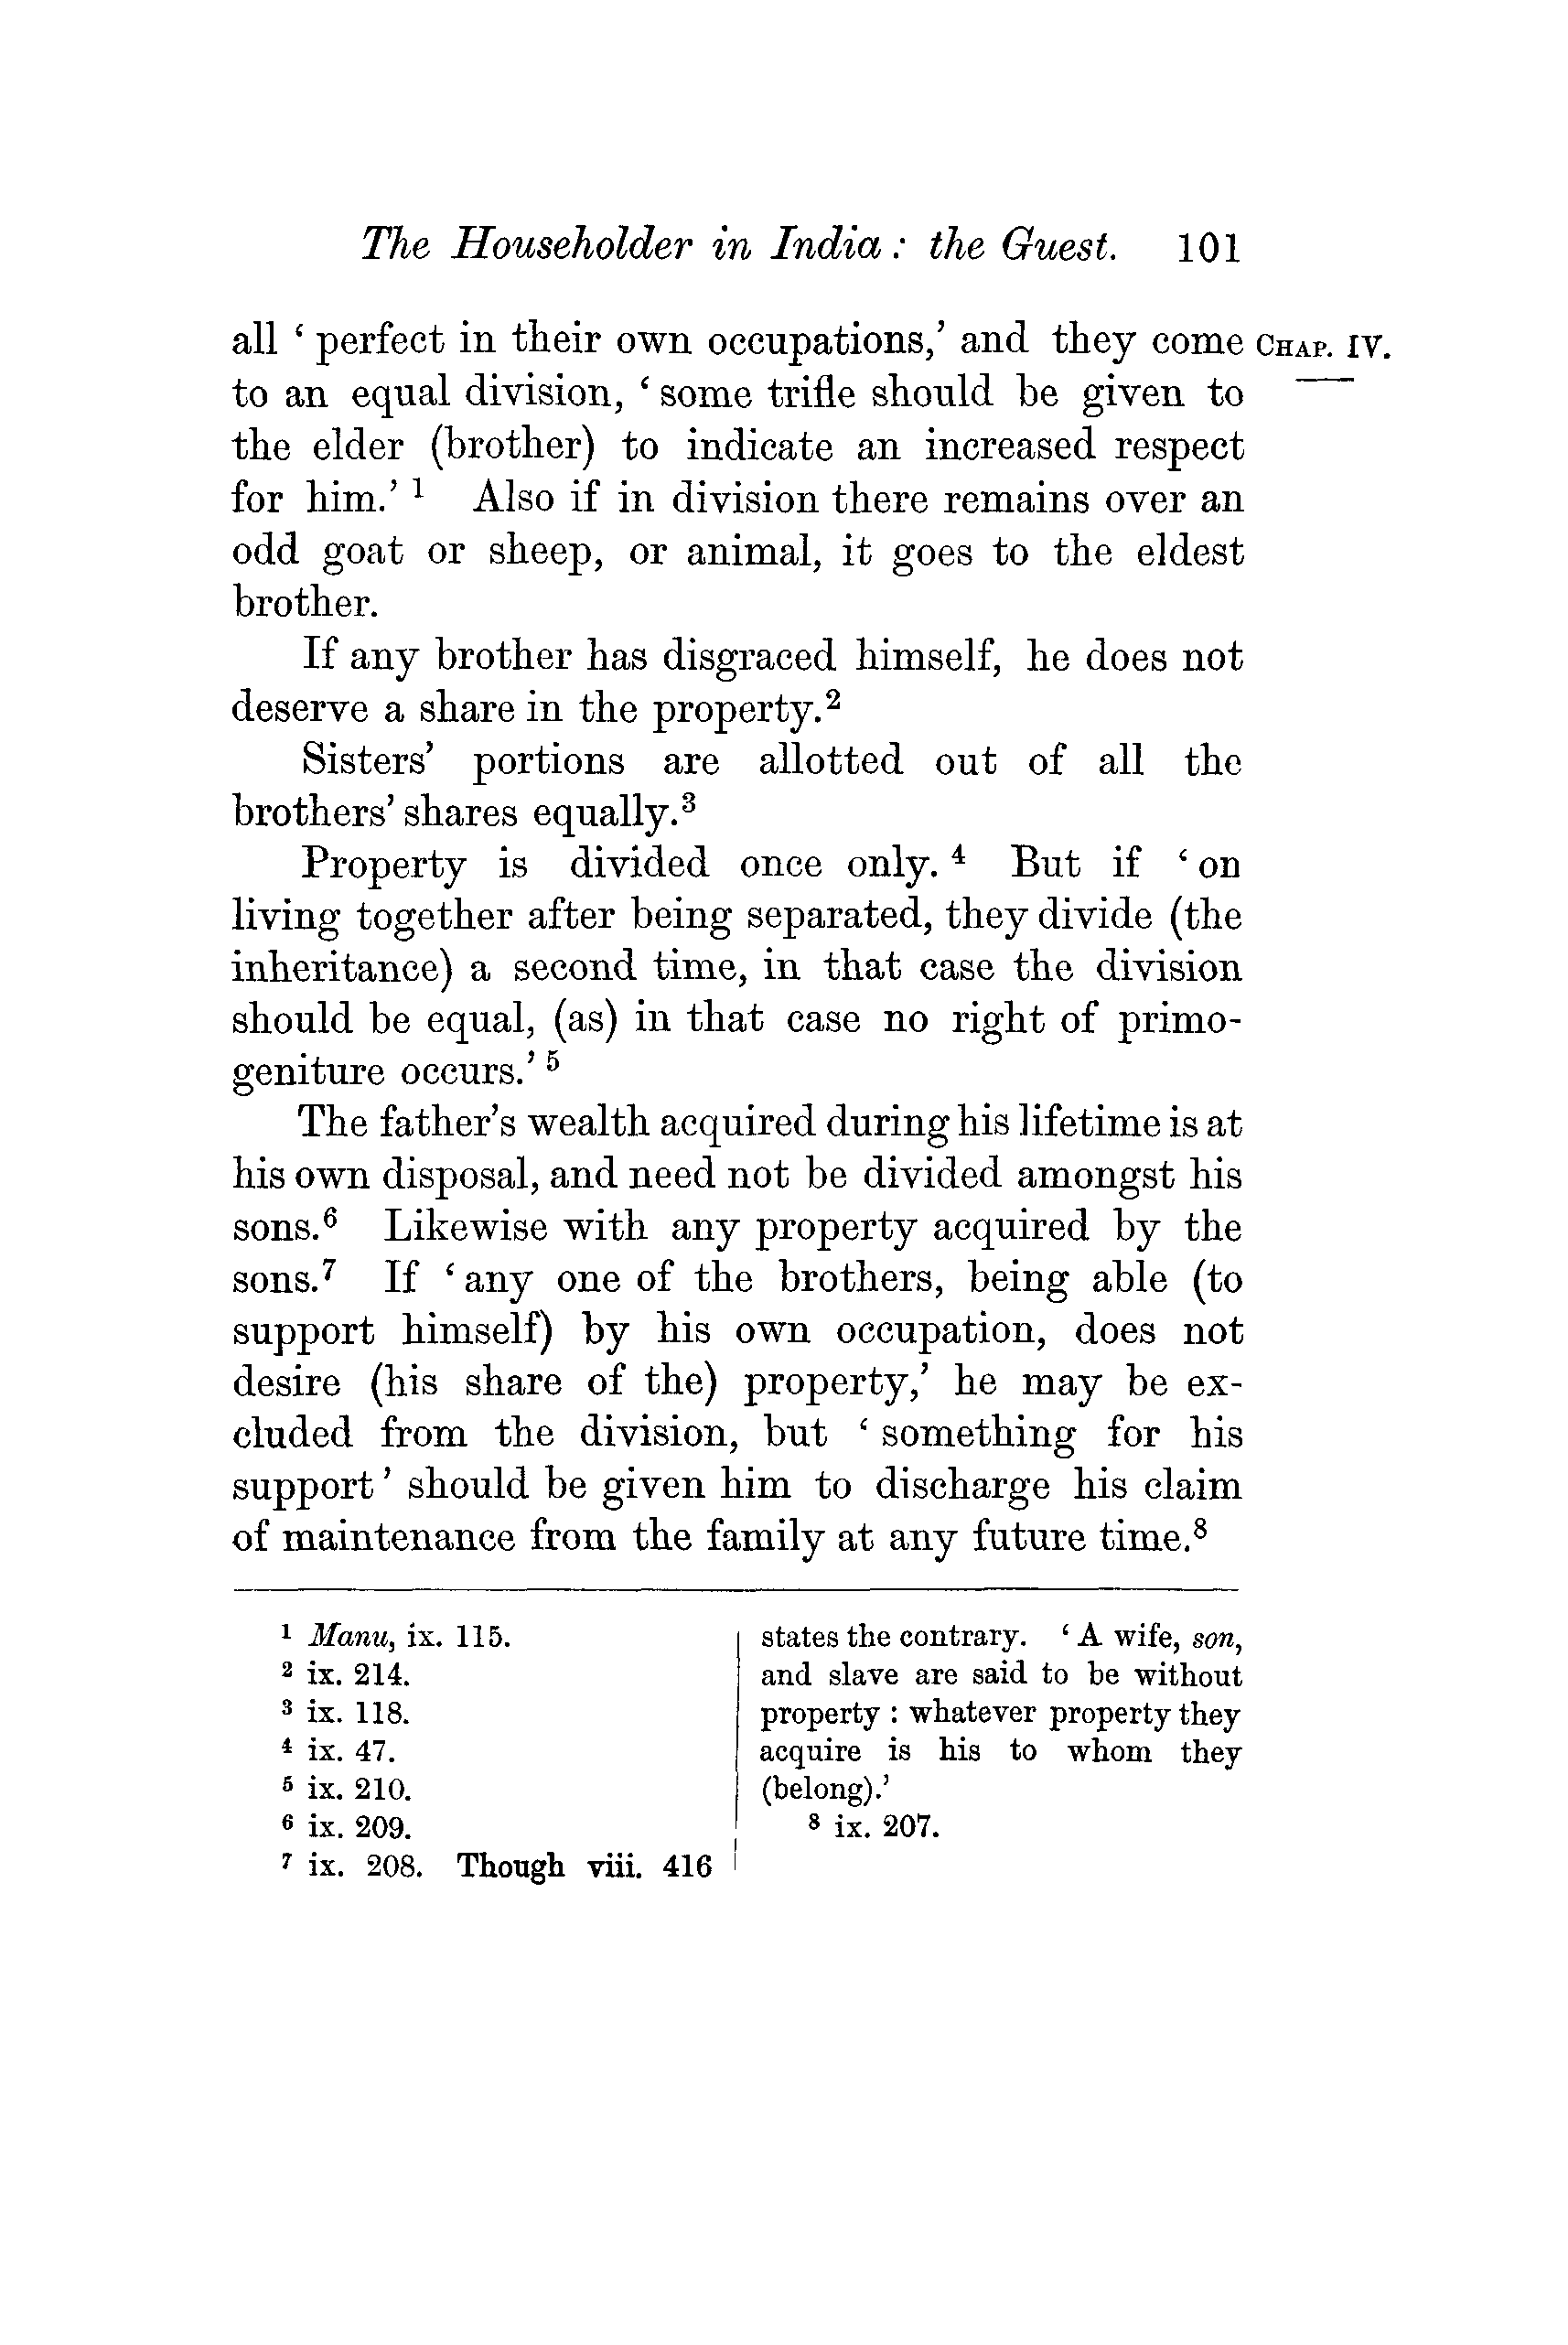 The Householder in India : the Guest. 101
all ‘ perfect in their own occupations,’ and they come CHAP. IV.
to an equal division, ‘ some trifle should be given to
the elder (brother) to indicate an increased respect
for him.’ ¹ Also if in division there remains over an
odd goat or sheep, or animal, it goes to the eldest
brother.
If any brother has disgraced himself, he does not
deserve a share in the property.²
Sisters’ portions are allotted out of all the
brothers’ shares equally.³
Property is divided once only. ⁴ But if ‘ on
living together after being separated, they divide (the
inheritance) a second time, in that case the division
should be equal, (as) in that case no right of primo-
geniture occurs.’ ⁵
The father’s wealth acquired during his lifetime is at
his own disposal, and need not be divided amongst his
sons.⁶ Likewise with any property acquired by the
sons.⁷ If ‘ any one of the brothers, being able (to
support himself) by his own occupation, does not
desire (his share of the) property,’ he may be ex-
cluded from the division, but ‘ something for his
support ’ should be given him to discharge his claim
of maintenance from the family at any future time.⁸
¹ Manu, ix. 115.
² ix. 214.
³ ix. 118.
⁴ ix. 47.
⁵ ix. 210.
⁶ ix. 209.
⁷ ix. 208. Though viii. 416
states the contrary. ‘ A wife, son,
and slave are said to be without
property : whatever property they
acquire is his to whom they
(belong).’
⁸ ix. 207.